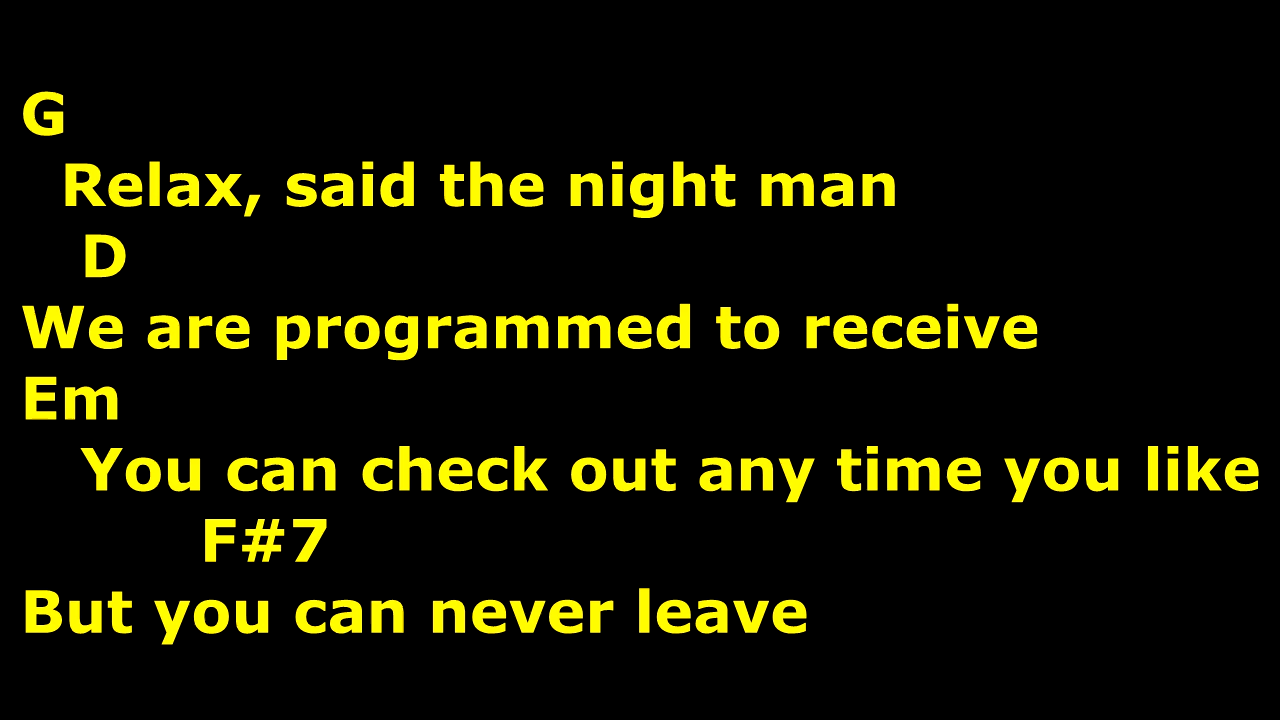 G
Relax, said the night man
D
We are programmed to receive
Em
You can check out any time you like
F#7
But you can never leave